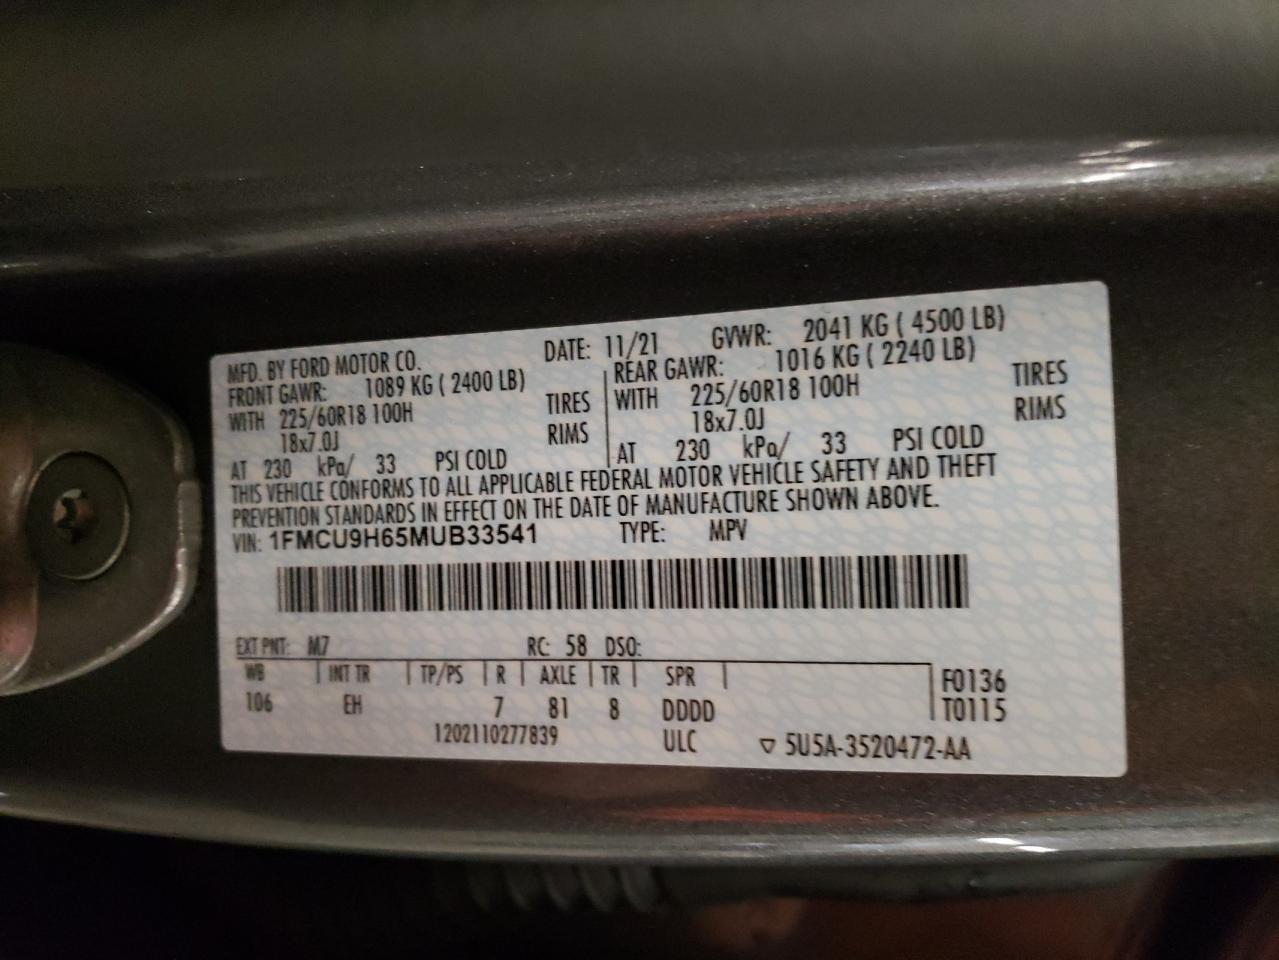 MFD. BY FORD MOTOR CO. DATE: 11/21 GVWR: 2041 KG ( 4500 LB)
FRONT GAWR: 1089 KG ( 2400 LB) REAR GAWR: 1016 KG ( 2240 LB)
WITH 225/60R18 100H TIRES WITH 225/60R18 100H TIRES
18x7.0J RIMS 18x7.0J RIMS
AT 230 kPa/ 33 PSI COLD AT 230 kPa/ 33 PSI COLD
THIS VEHICLE CONFORMS TO ALL APPLICABLE FEDERAL MOTOR VEHICLE SAFETY AND THEFT
PREVENTION STANDARDS IN EFFECT ON THE DATE OF MANUFACTURE SHOWN ABOVE.
VIN: 1FMCU9H65MUB33541 TYPE: MPV
EXT PNT: M7 RC: 58 DSO:
WB INT TR TP/PS R AXLE TR SPR F0136
106 EH 7 81 8 DDDD T0115
1202110277839 ULC ▽ 5U5A-3520472-AA